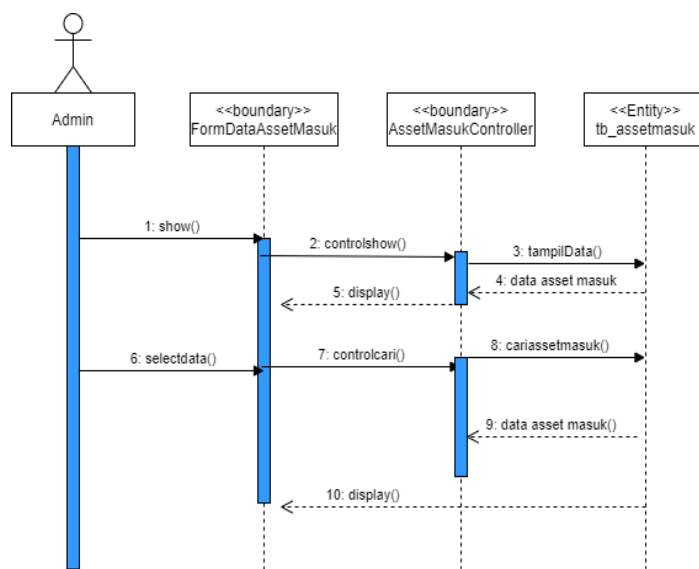 Admin
<<boundary>>
FormDataAssetMasuk
<<boundary>>
AssetMasukController
<<Entity>>
tb_assetmasuk
1: show()
2: controlshow()
3: tampilData()
4: data asset masuk
5: display()
6: selectdata()
7: controlcari()
8: cariassetmasuk()
9: data asset masuk()
10: display()